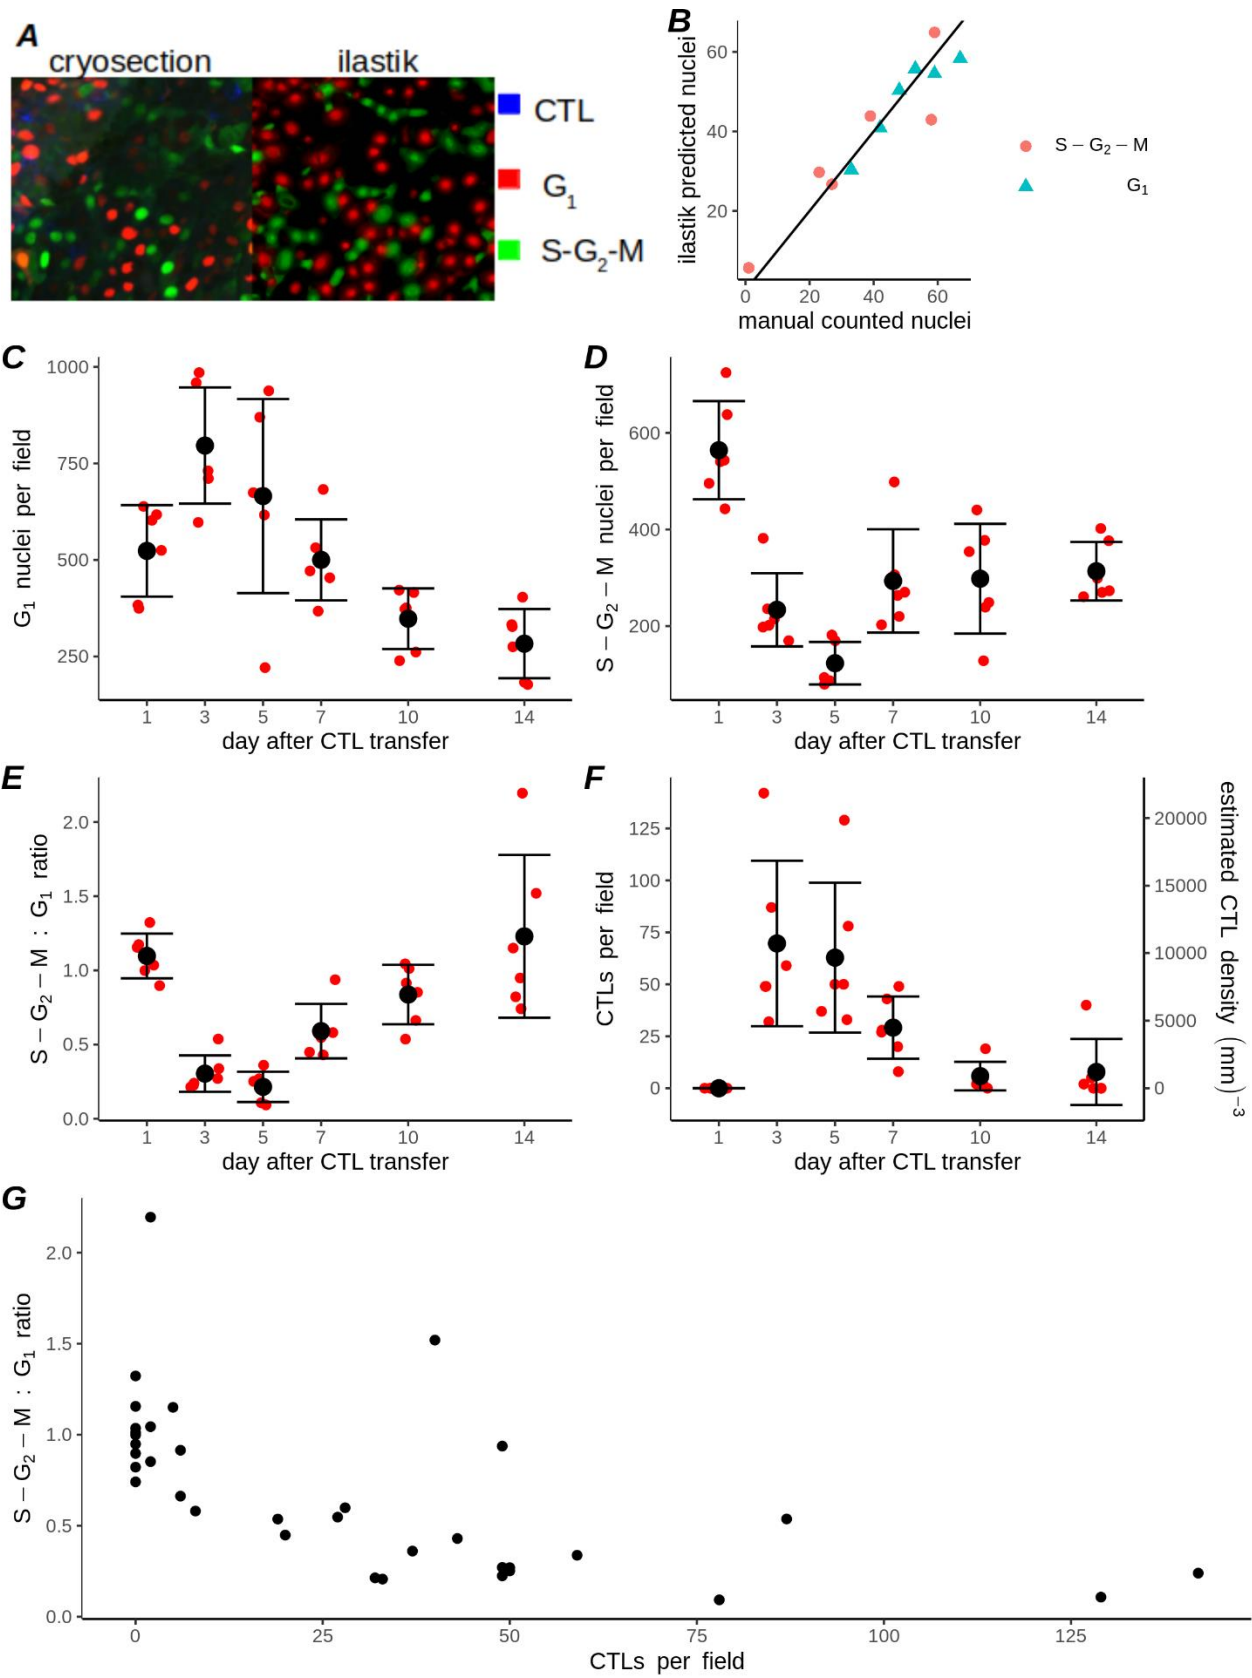 A
cryosection
ilastik
CTL
G1
S-G2-M
B
ilastik predicted nuclei
60
40
20
0 20 40 60
manual counted nuclei
S − G2 − M
G1
C
G1 nuclei per field
1000
750
500
250
1 3 5 7 10 14
day after CTL transfer
D
S − G2 − M nuclei per field
600
400
200
1 3 5 7 10 14
day after CTL transfer
E
S − G2 − M : G1 ratio
2.0
1.5
1.0
0.5
0.0
1 3 5 7 10 14
day after CTL transfer
F
CTLs per field
125
100
75
50
25
0
20000
15000
10000
5000
0
estimated CTL density (mm)−3
1 3 5 7 10 14
day after CTL transfer
G
S − G2 − M : G1 ratio
2.0
1.5
1.0
0.5
0.0
0 25 50 75 100 125
CTLs per field